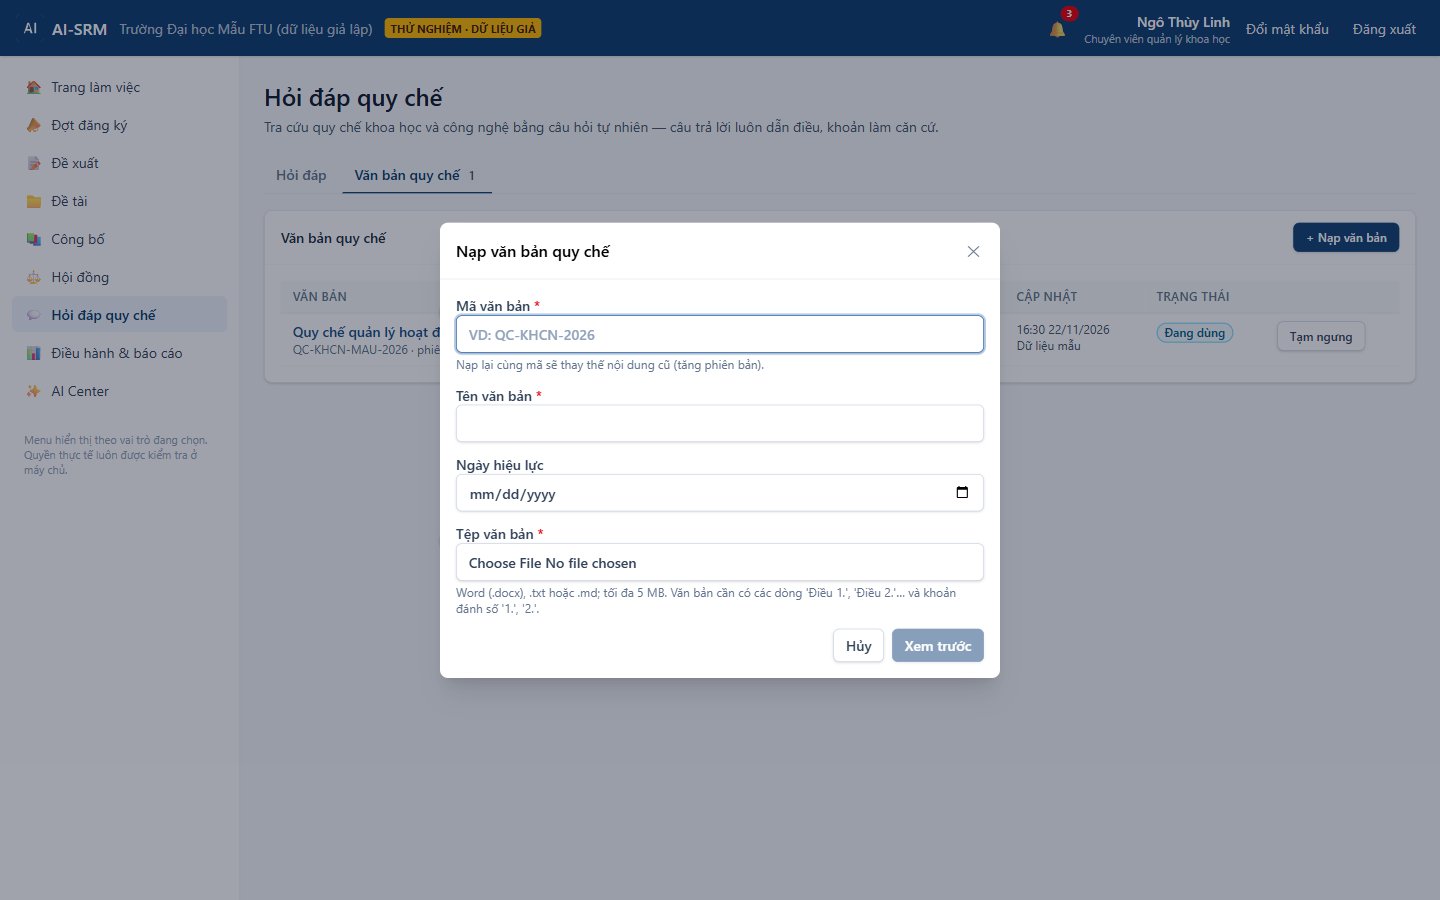 AI AI-SRM Trường Đại học Mẫu FTU (dữ liệu giả lập) THỬ NGHIỆM · DỮ LIỆU GIẢ
3
Ngô Thùy Linh
Chuyên viên quản lý khoa học
Đổi mật khẩu
Đăng xuất
Trang làm việc
Đợt đăng ký
Đề xuất
Đề tài
Công bố
Hội đồng
Hỏi đáp quy chế
Điều hành & báo cáo
AI Center
Menu hiển thị theo vai trò đang chọn.
Quyền thực tế luôn được kiểm tra ở
máy chủ.
Hỏi đáp quy chế
Tra cứu quy chế khoa học và công nghệ bằng câu hỏi tự nhiên — câu trả lời luôn dẫn điều, khoản làm căn cứ.
Hỏi đáp
Văn bản quy chế 1
Văn bản quy chế
+ Nạp văn bản
VĂN BẢN
CẬP NHẬT
TRẠNG THÁI
Quy chế quản lý hoạt đ
QC-KHCN-MAU-2026 · phiê
16:30 22/11/2026
Dữ liệu mẫu
Đang dùng
Tạm ngưng
Nạp văn bản quy chế
Mã văn bản *
VD: QC-KHCN-2026
Nạp lại cùng mã sẽ thay thế nội dung cũ (tăng phiên bản).
Tên văn bản *
Ngày hiệu lực
mm/dd/yyyy
Tệp văn bản *
Choose File No file chosen
Word (.docx), .txt hoặc .md; tối đa 5 MB. Văn bản cần có các dòng 'Điều 1.', 'Điều 2.'... và khoản
đánh số '1.', '2.'.
Hủy
Xem trước